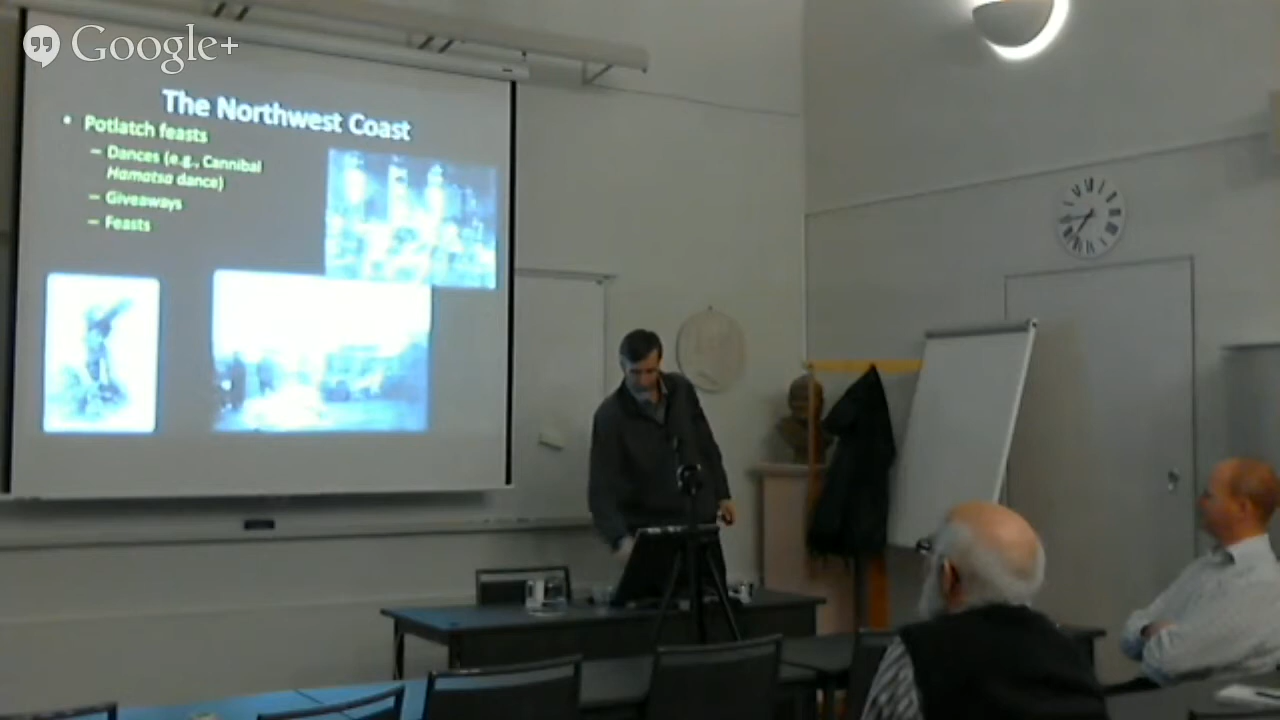 Google+
The Northwest Coast
• Potlatch feasts
– Dances (e.g., Cannibal
Hamatsa dance)
– Giveaways
– Feasts